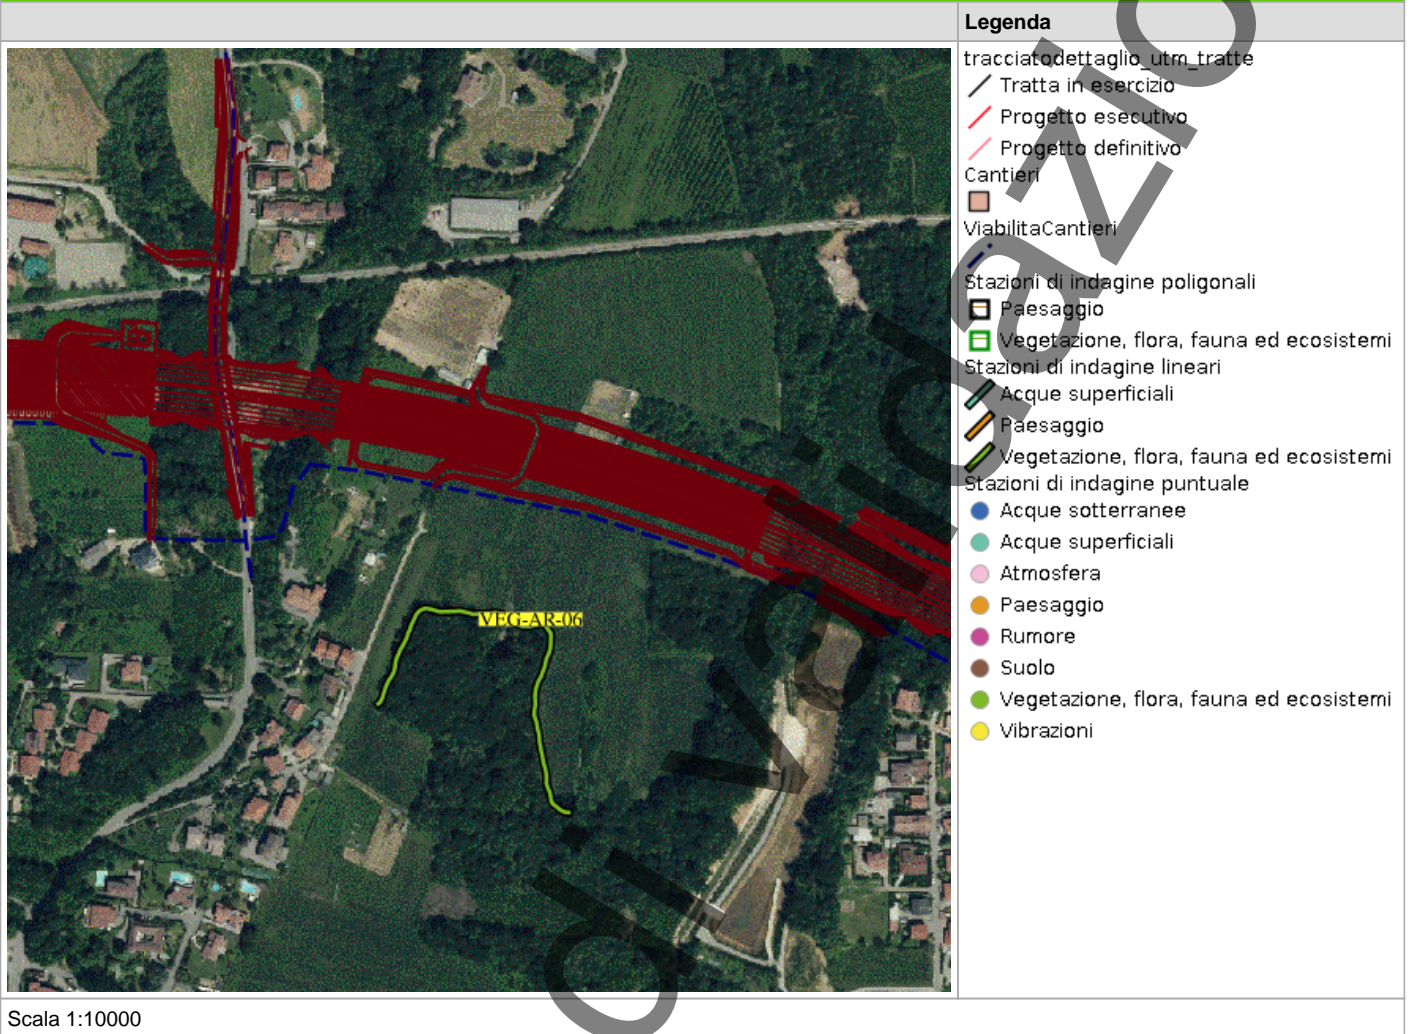 Legenda
tracciatodettaglio_utm_tratte
Tratta in esercizio
Progetto esecutivo
Progetto definitivo
Cantieri
ViabilitaCantieri
Stazioni di indagine poligonali
Paesaggio
Vegetazione, flora, fauna ed ecosistemi
Stazioni di indagine lineari
Acque superficiali
Paesaggio
Vegetazione, flora, fauna ed ecosistemi
Stazioni di indagine puntuale
Acque sotterranee
Acque superficiali
Atmosfera
Paesaggio
Rumore
Suolo
Vegetazione, flora, fauna ed ecosistemi
Vibrazioni
VEG-AR-06
di validazio
Scala 1:10000